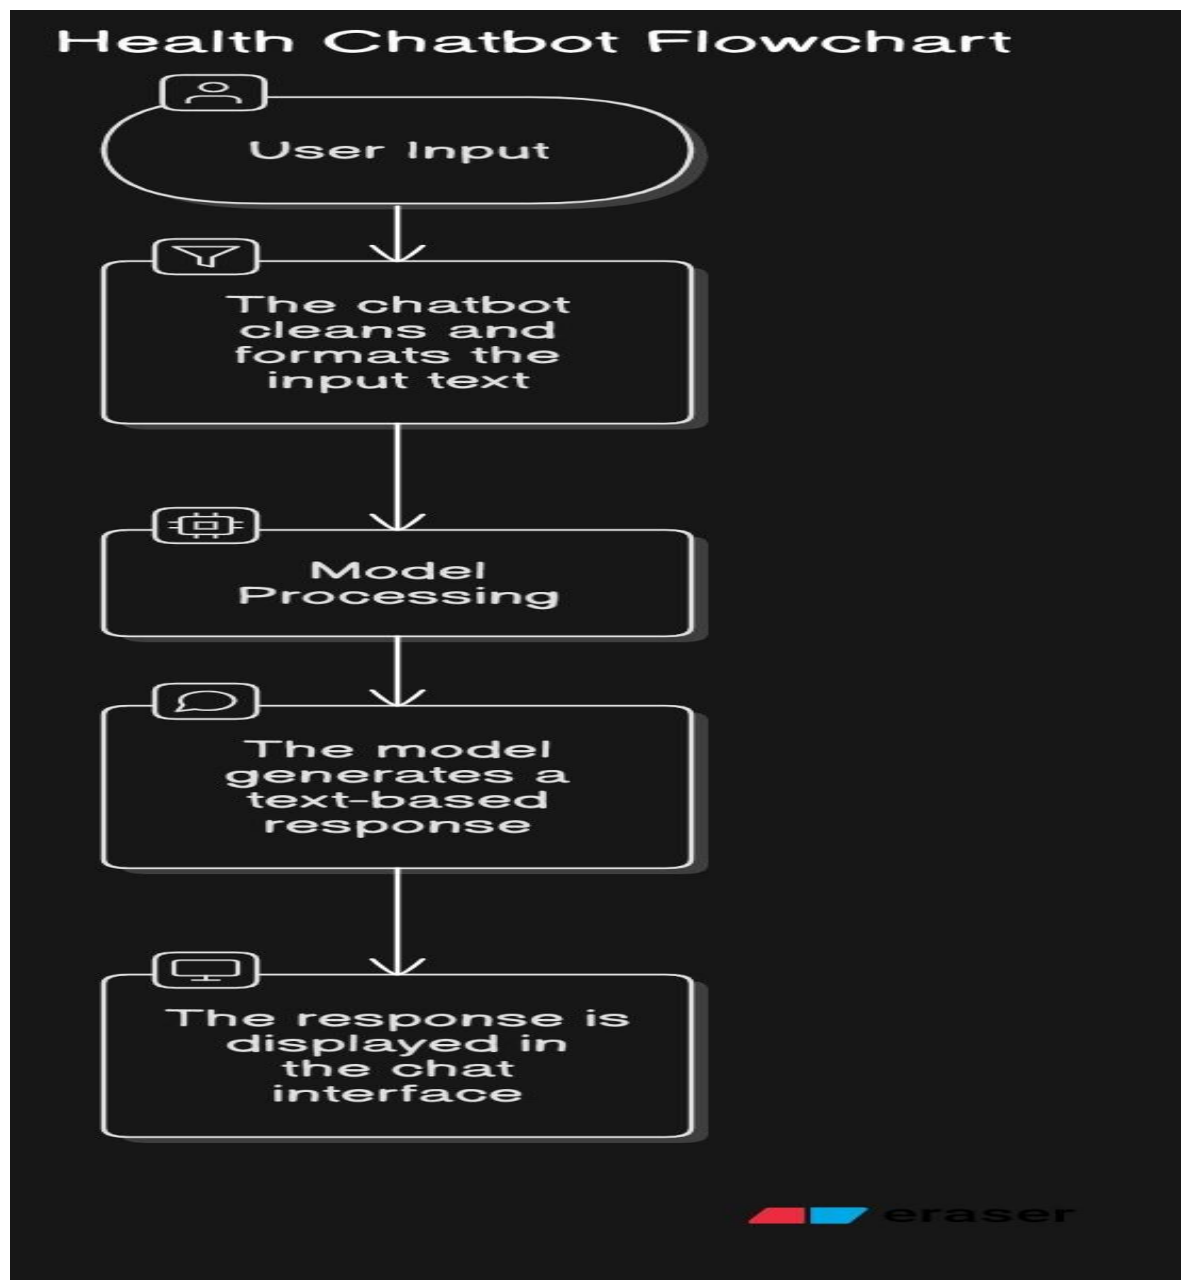 Health Chatbot Flowchart
User Input
The chatbot
cleans and
formats the
input text
Model
Processing
The model
generates a
text-based
response
The response is
displayed in
the chat
interface
eraser